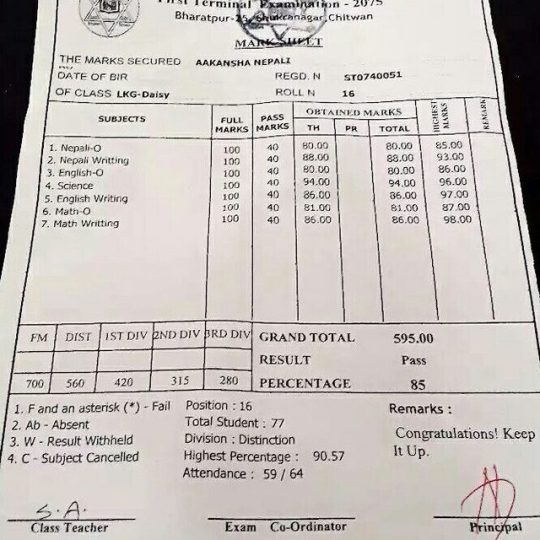 First Terminal Examination - 2075
Bharatpur-25, Shukranagar, Chitwan
MARK SHEET
THE MARKS SECURED AAKANSHA NEPALI
DATE OF BIR REGD. N ST0740051
OF CLASS LKG-Daisy ROLL N 16
SUBJECTS FULL MARKS PASS MARKS OBTAINED MARKS HIGHEST MARKS REMARK
TH PR TOTAL
1. Nepali-O 100 40 80.00 80.00 85.00
2. Nepali Writting 100 40 88.00 88.00 93.00
3. English-O 100 40 80.00 80.00 86.00
4. Science 100 40 94.00 94.00 96.00
5. English Writing 100 40 86.00 86.00 97.00
6. Math-O 100 40 81.00 81.00 87.00
7. Math Writting 100 40 86.00 86.00 98.00
FM DIST 1ST DIV 2ND DIV 3RD DIV GRAND TOTAL 595.00
RESULT Pass
700 560 420 315 280 PERCENTAGE 85
1. F and an asterisk (*) - Fail Position : 16 Remarks :
2. Ab - Absent Total Student : 77
3. W - Result Withheld Division : Distinction Congratulations! Keep
4. C - Subject Cancelled Highest Percentage : 90.57 It Up.
Attendance : 59 / 64
S.A.
Class Teacher Exam Co-Ordinator Principal